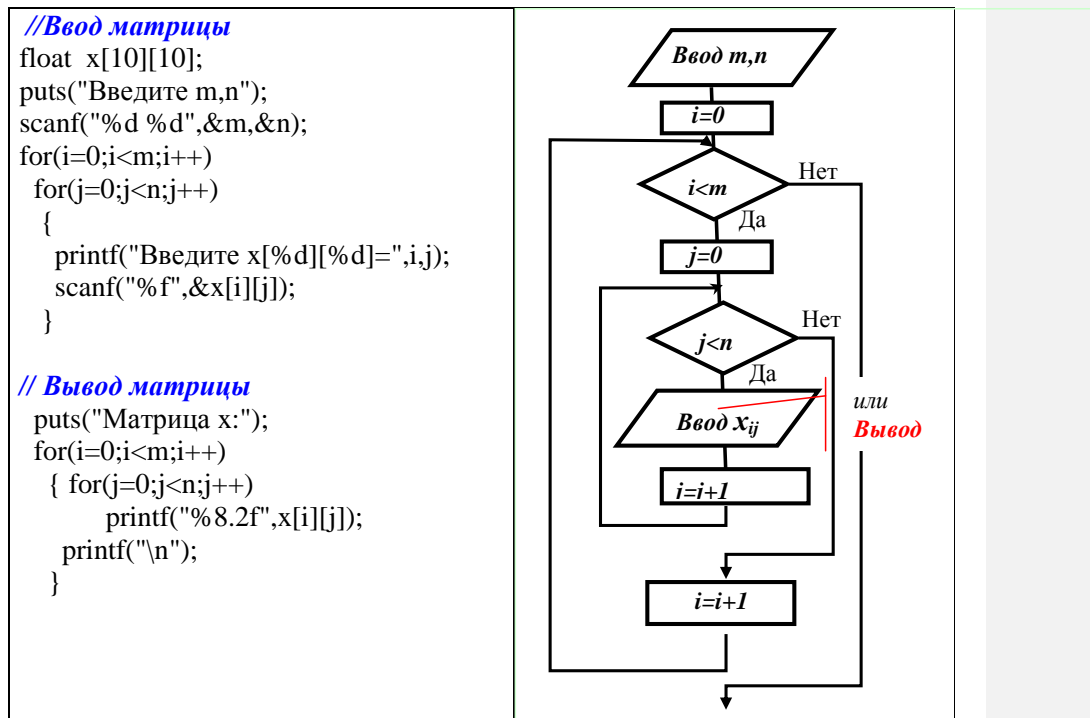 //Ввод матрицы
float x[10][10];
puts("Введите m,n");
scanf("%d %d",&m,&n);
for(i=0;i<m;i++)
for(j=0;j<n;j++)
{
printf("Введите x[%d][%d]=",i,j);
scanf("%f",&x[i][j]);
}
// Вывод матрицы
puts("Матрица x:");
for(i=0;i<m;i++)
{ for(j=0;j<n;j++)
printf("%8.2f",x[i][j]);
printf("\n");
}
Ввод m,n
i=0
i<m
Нет
Да
j=0
j<n
Нет
Да
Ввод xij
или
Вывод
i=i+1
i=i+1